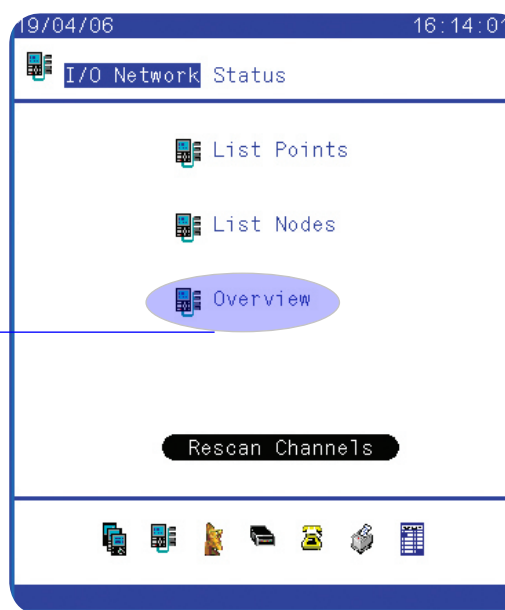 19/04/06 16:14:01
I/O Network Status
List Points
List Nodes
Overview
Rescan Channels